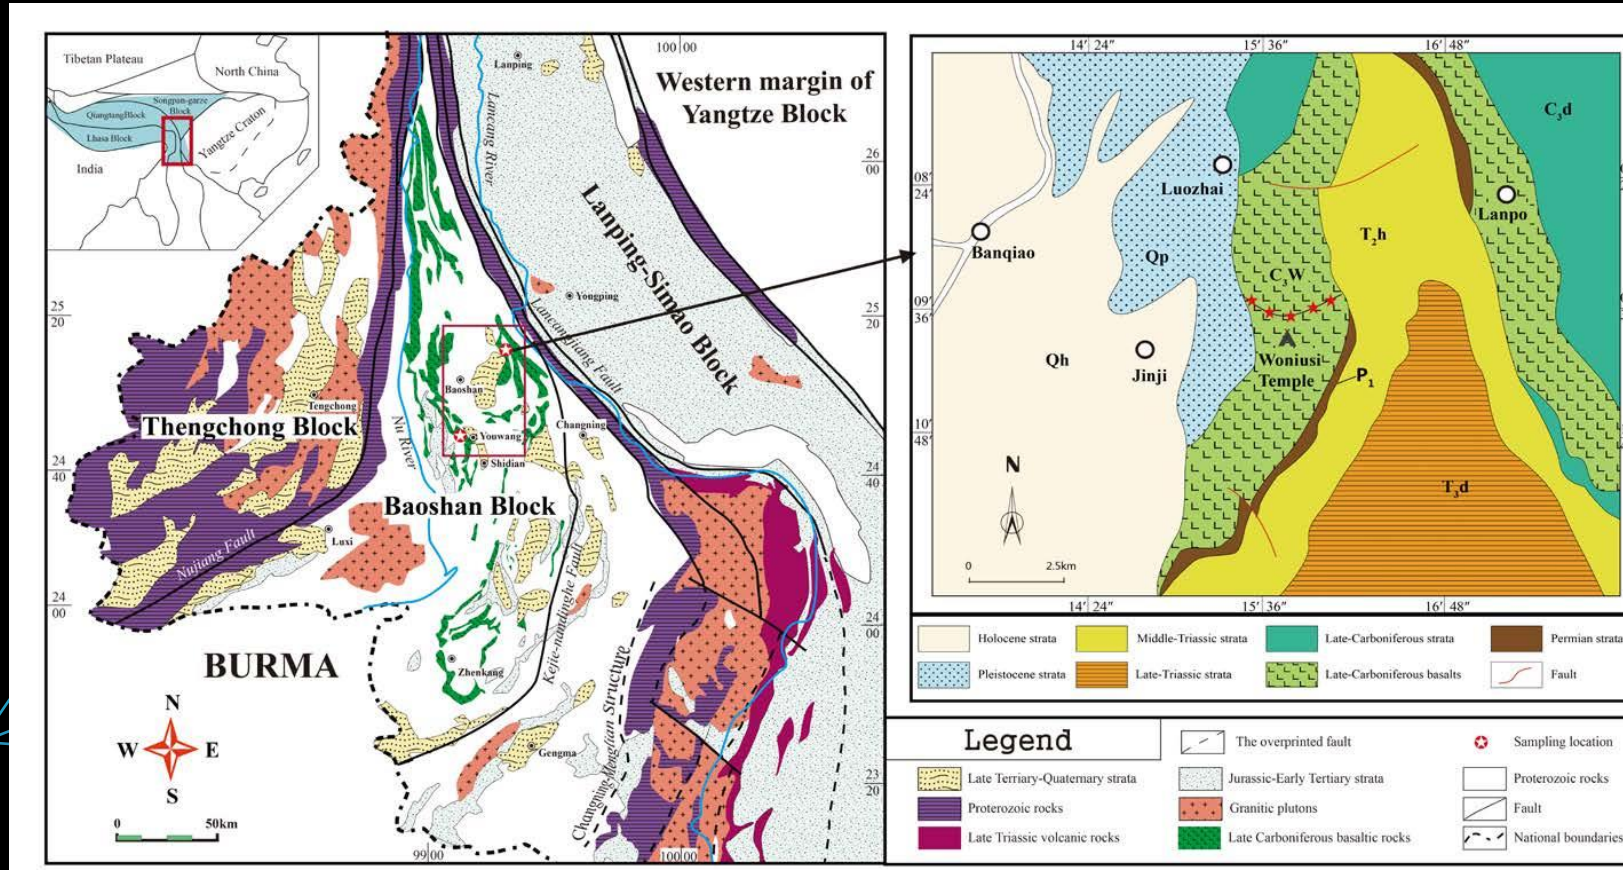 Tibetan Plateau
North China
Songpan-garze
Block
QiangtangBlock
Lhasa Block
Yangtze Craton
India
100 00
Western margin of
Yangtze Block
Lanping
Lancang River
26
00
Lanping-Simao Block
Yongping
25
20
25
20
Lancangjiang Fault
Baoshan
Tengchong
Thengchong Block
Nu River
Youwang
Changning
Shidian
24
40
24
40
Baoshan Block
Luxi
Nujiang Fault
24
00
24
00
Kejie-nandinghe Fault
BURMA
Zhenkang
Changning-Menglian Structure
Gengma
N
W E
S
0 50km
23
20
99 00
100 00
14' 24"
15' 36"
16' 48"
C3d
Luozhai
08'
24"
Lanpo
Banqiao
T2h
Qp
C3W
09'
36"
Woniusi
Temple
Qh
Jinji
P1
10'
48"
N
T3d
0 2.5km
14' 24"
15' 36"
16' 48"
Holocene strata
Middle-Triassic strata
Late-Carboniferous strata
Permian strata
Pleistocene strata
Late-Triassic strata
Late-Carboniferous basalts
Fault
Legend
The overprinted fault
Sampling location
Late Terriary-Quaternary strata
Jurassic-Early Tertiary strata
Proterozoic rocks
Proterozoic rocks
Granitic plutons
Fault
Late Triassic volcanic rocks
Late Carboniferous basaltic rocks
National boundaries